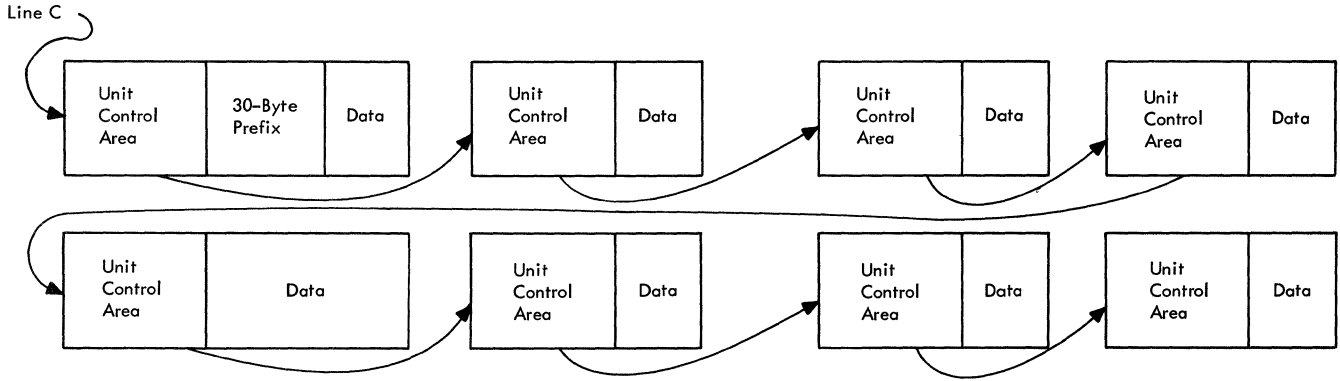 Line C
Unit
Control
Area
30-Byte
Prefix
Data
Unit
Control
Area
Data
Unit
Control
Area
Data
Unit
Control
Area
Data
Unit
Control
Area
Data
Unit
Control
Area
Data
Unit
Control
Area
Data
Unit
Control
Area
Data